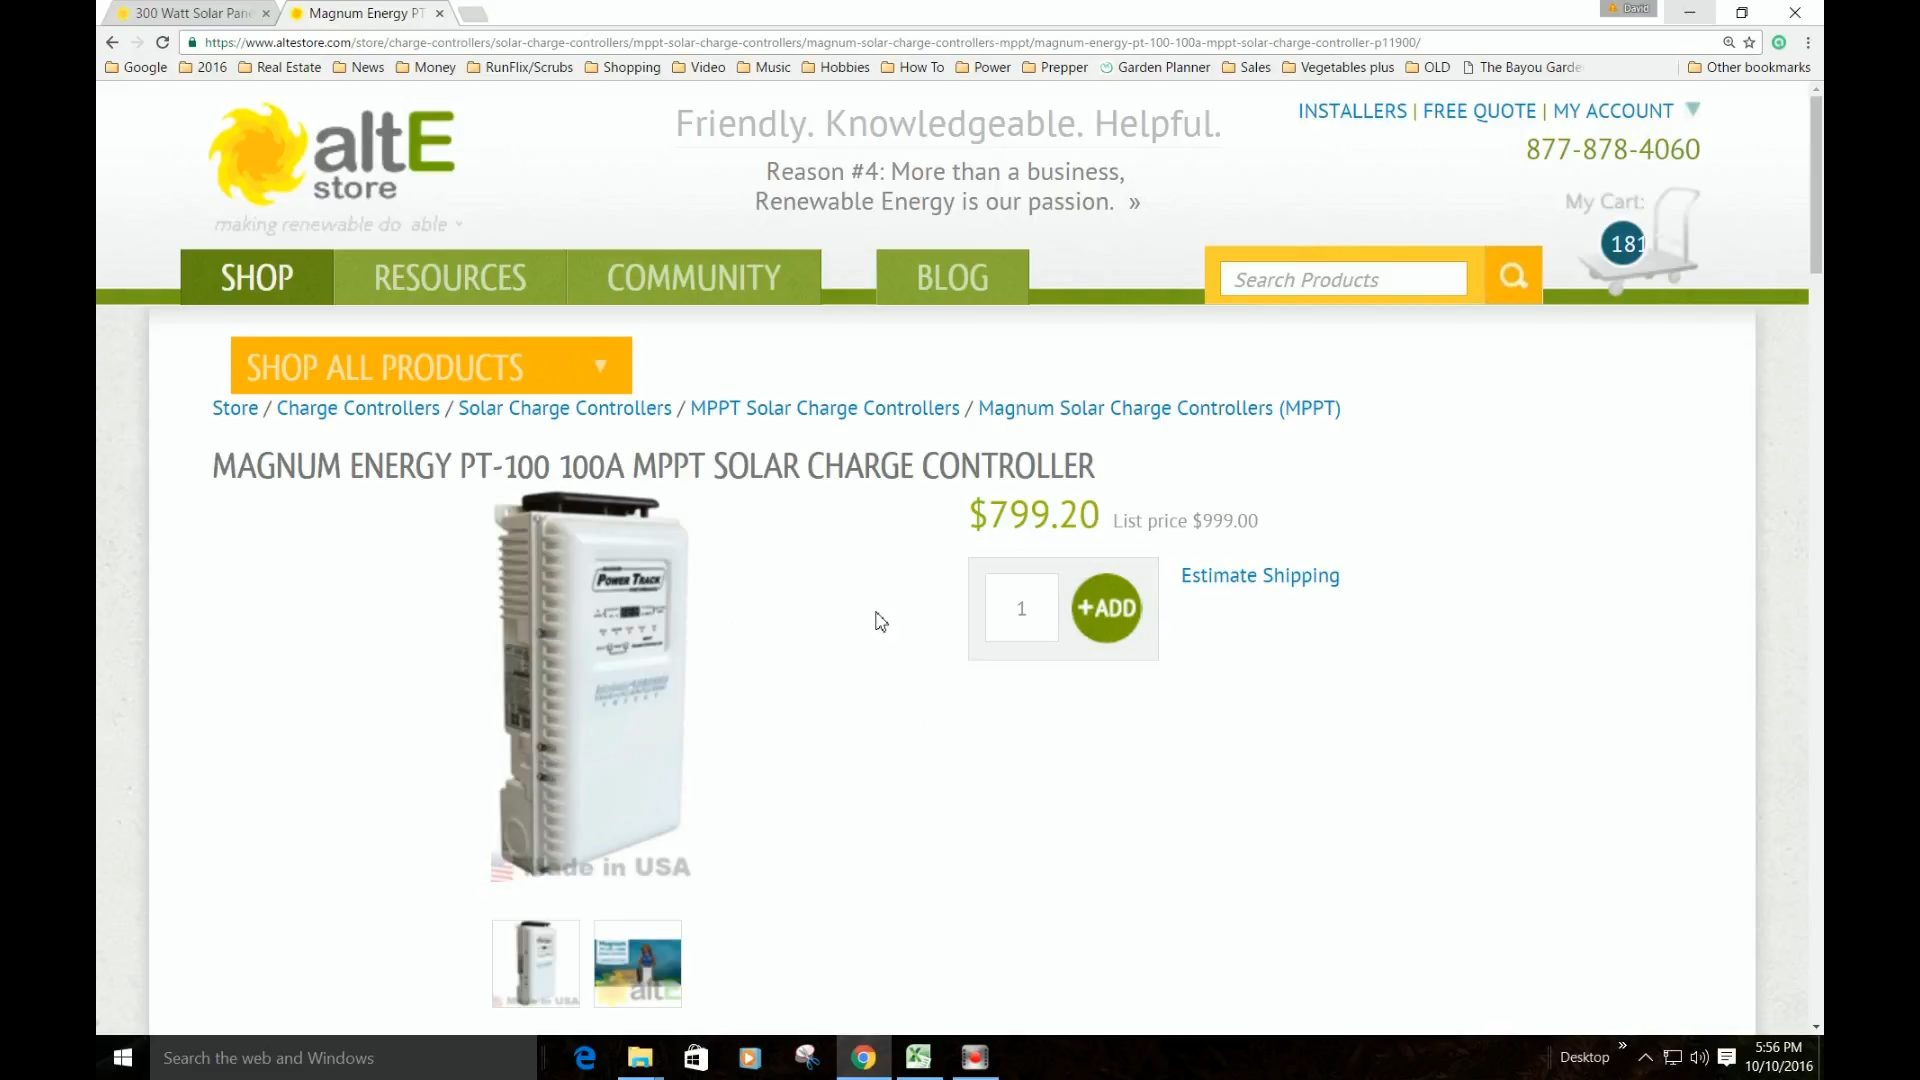 300 Watt Solar Pan
Magnum Energy PT
David
https://www.altestore.com/store/charge-controllers/solar-charge-controllers/mppt-solar-charge-controllers/magnum-solar-charge-controllers-mppt/magnum-energy-pt-100-100a-mppt-solar-charge-controller-p11900/
Google 2016 Real Estate News Money RunFlix/Scrubs Shopping Video Music Hobbies How To Power Prepper Garden Planner Sales Vegetables plus OLD The Bayou Garde Other bookmarks
altE
store
making renewable do able
Friendly. Knowledgeable. Helpful.
Reason #4: More than a business,
Renewable Energy is our passion. »
INSTALLERS | FREE QUOTE | MY ACCOUNT
877-878-4060
My Cart:
181
SHOP RESOURCES COMMUNITY BLOG
Search Products
SHOP ALL PRODUCTS
Store / Charge Controllers / Solar Charge Controllers / MPPT Solar Charge Controllers / Magnum Solar Charge Controllers (MPPT)
MAGNUM ENERGY PT-100 100A MPPT SOLAR CHARGE CONTROLLER
$799.20 List price $999.00
1 +ADD
Estimate Shipping
POWER TRACK
Made in USA
Magnum
altE
Search the web and Windows
Desktop
5:56 PM
10/10/2016